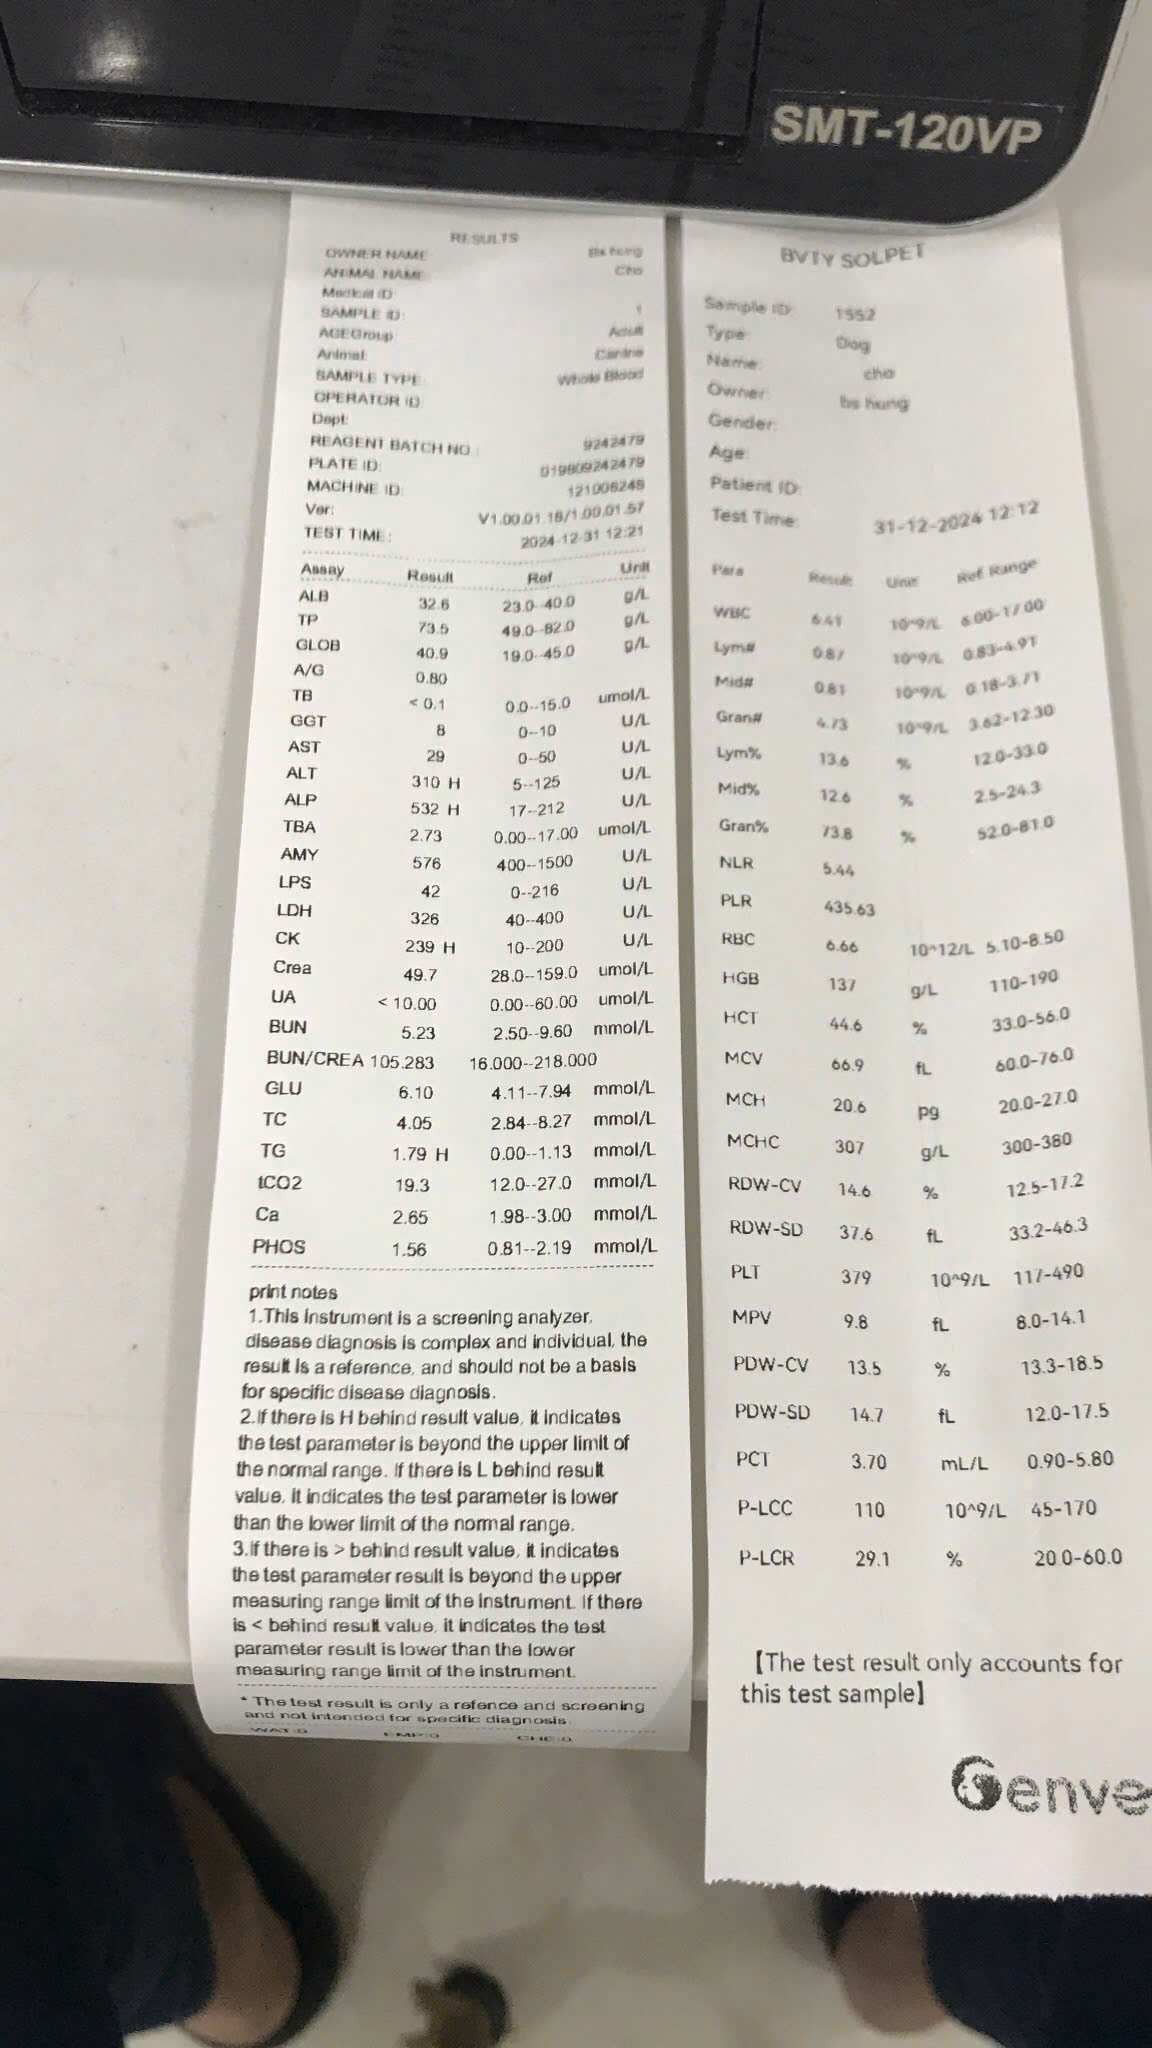 SMT-120VP
RESULTS
OWNER NAME Bs hung
ANIMAL NAME Cho
Medical ID:
SAMPLE ID: 1
AGEGroup Adult
Animal: Canine
SAMPLE TYPE: Whole Blood
OPERATOR ID
Dept:
REAGENT BATCH NO.: 9242479
PLATE ID: 019809242479
MACHINE ID:
Ver: V1.00.01.18/1.00.01.57
TEST TIME: 2024-12-31 12:21
Assay Result Ref Unit
ALB 32.6 23.0--40.0 g/L
TP 73.5 49.0--82.0 g/L
GLOB 40.9 19.0--45.0 g/L
A/G 0.80
TB < 0.1 0.0--15.0 umol/L
GGT 8 0--10 U/L
AST 29 0--50 U/L
ALT 310 H 5--125 U/L
ALP 532 H 17--212 U/L
TBA 2.73 0.00--17.00 umol/L
AMY 576 400--1500 U/L
LPS 42 0--216 U/L
LDH 326 40--400 U/L
CK 239 H 10--200 U/L
Crea 49.7 28.0--159.0 umol/L
UA < 10.00 0.00--60.00 umol/L
BUN 5.23 2.50--9.60 mmol/L
BUN/CREA 105.283 16.000--218.000
GLU 6.10 4.11--7.94 mmol/L
TC 4.05 2.84--8.27 mmol/L
TG 1.79 H 0.00--1.13 mmol/L
tCO2 19.3 12.0--27.0 mmol/L
Ca 2.65 1.98--3.00 mmol/L
PHOS 1.56 0.81--2.19 mmol/L
print notes
1.This instrument is a screening analyzer,
disease diagnosis is complex and individual, the
result is a reference, and should not be a basis
for specific disease diagnosis.
2.If there is H behind result value, it indicates
the test parameter is beyond the upper limit of
the normal range. If there is L behind result
value, it indicates the test parameter is lower
than the lower limit of the normal range.
3.If there is > behind result value, it indicates
the test parameter result is beyond the upper
measuring range limit of the instrument. If there
is < behind result value, it indicates the test
parameter result is lower than the lower
measuring range limit of the instrument.
* The test result is only a refence and screening
and not intended for specific diagnosis.
WAT:0 EMP:0 CHE:0
BVTY SOLPET
Sample ID: 1552
Type: Dog
Name: cho
Owner: bs hung
Gender:
Age:
Patient ID:
Test Time: 31-12-2024 12:12
Para Result Unit Ref. Range
WBC 6.41 10^9/L 6.00-17.00
Lym# 0.87 10^9/L 0.83-4.91
Mid# 0.81 10^9/L 0.18-3.71
Gran# 4.73 10^9/L 3.62-12.30
Lym% 13.6 % 12.0-33.0
Mid% 12.6 % 2.5-24.3
Gran% 73.8 % 52.0-81.0
NLR 5.44
PLR 435.63
RBC 6.66 10^12/L 5.10-8.50
HGB 137 g/L 110-190
HCT 44.6 % 33.0-56.0
MCV 66.9 fL 60.0-76.0
MCH 20.6 pg 20.0-27.0
MCHC 307 g/L 300-380
RDW-CV 14.6 % 12.5-17.2
RDW-SD 37.6 fL 33.2-46.3
PLT 379 10^9/L 117-490
MPV 9.8 fL 8.0-14.1
PDW-CV 13.5 % 13.3-18.5
PDW-SD 14.7 fL 12.0-17.5
PCT 3.70 mL/L 0.90-5.80
P-LCC 110 10^9/L 45-170
P-LCR 29.1 % 20.0-60.0
【The test result only accounts for
this test sample】
Genve